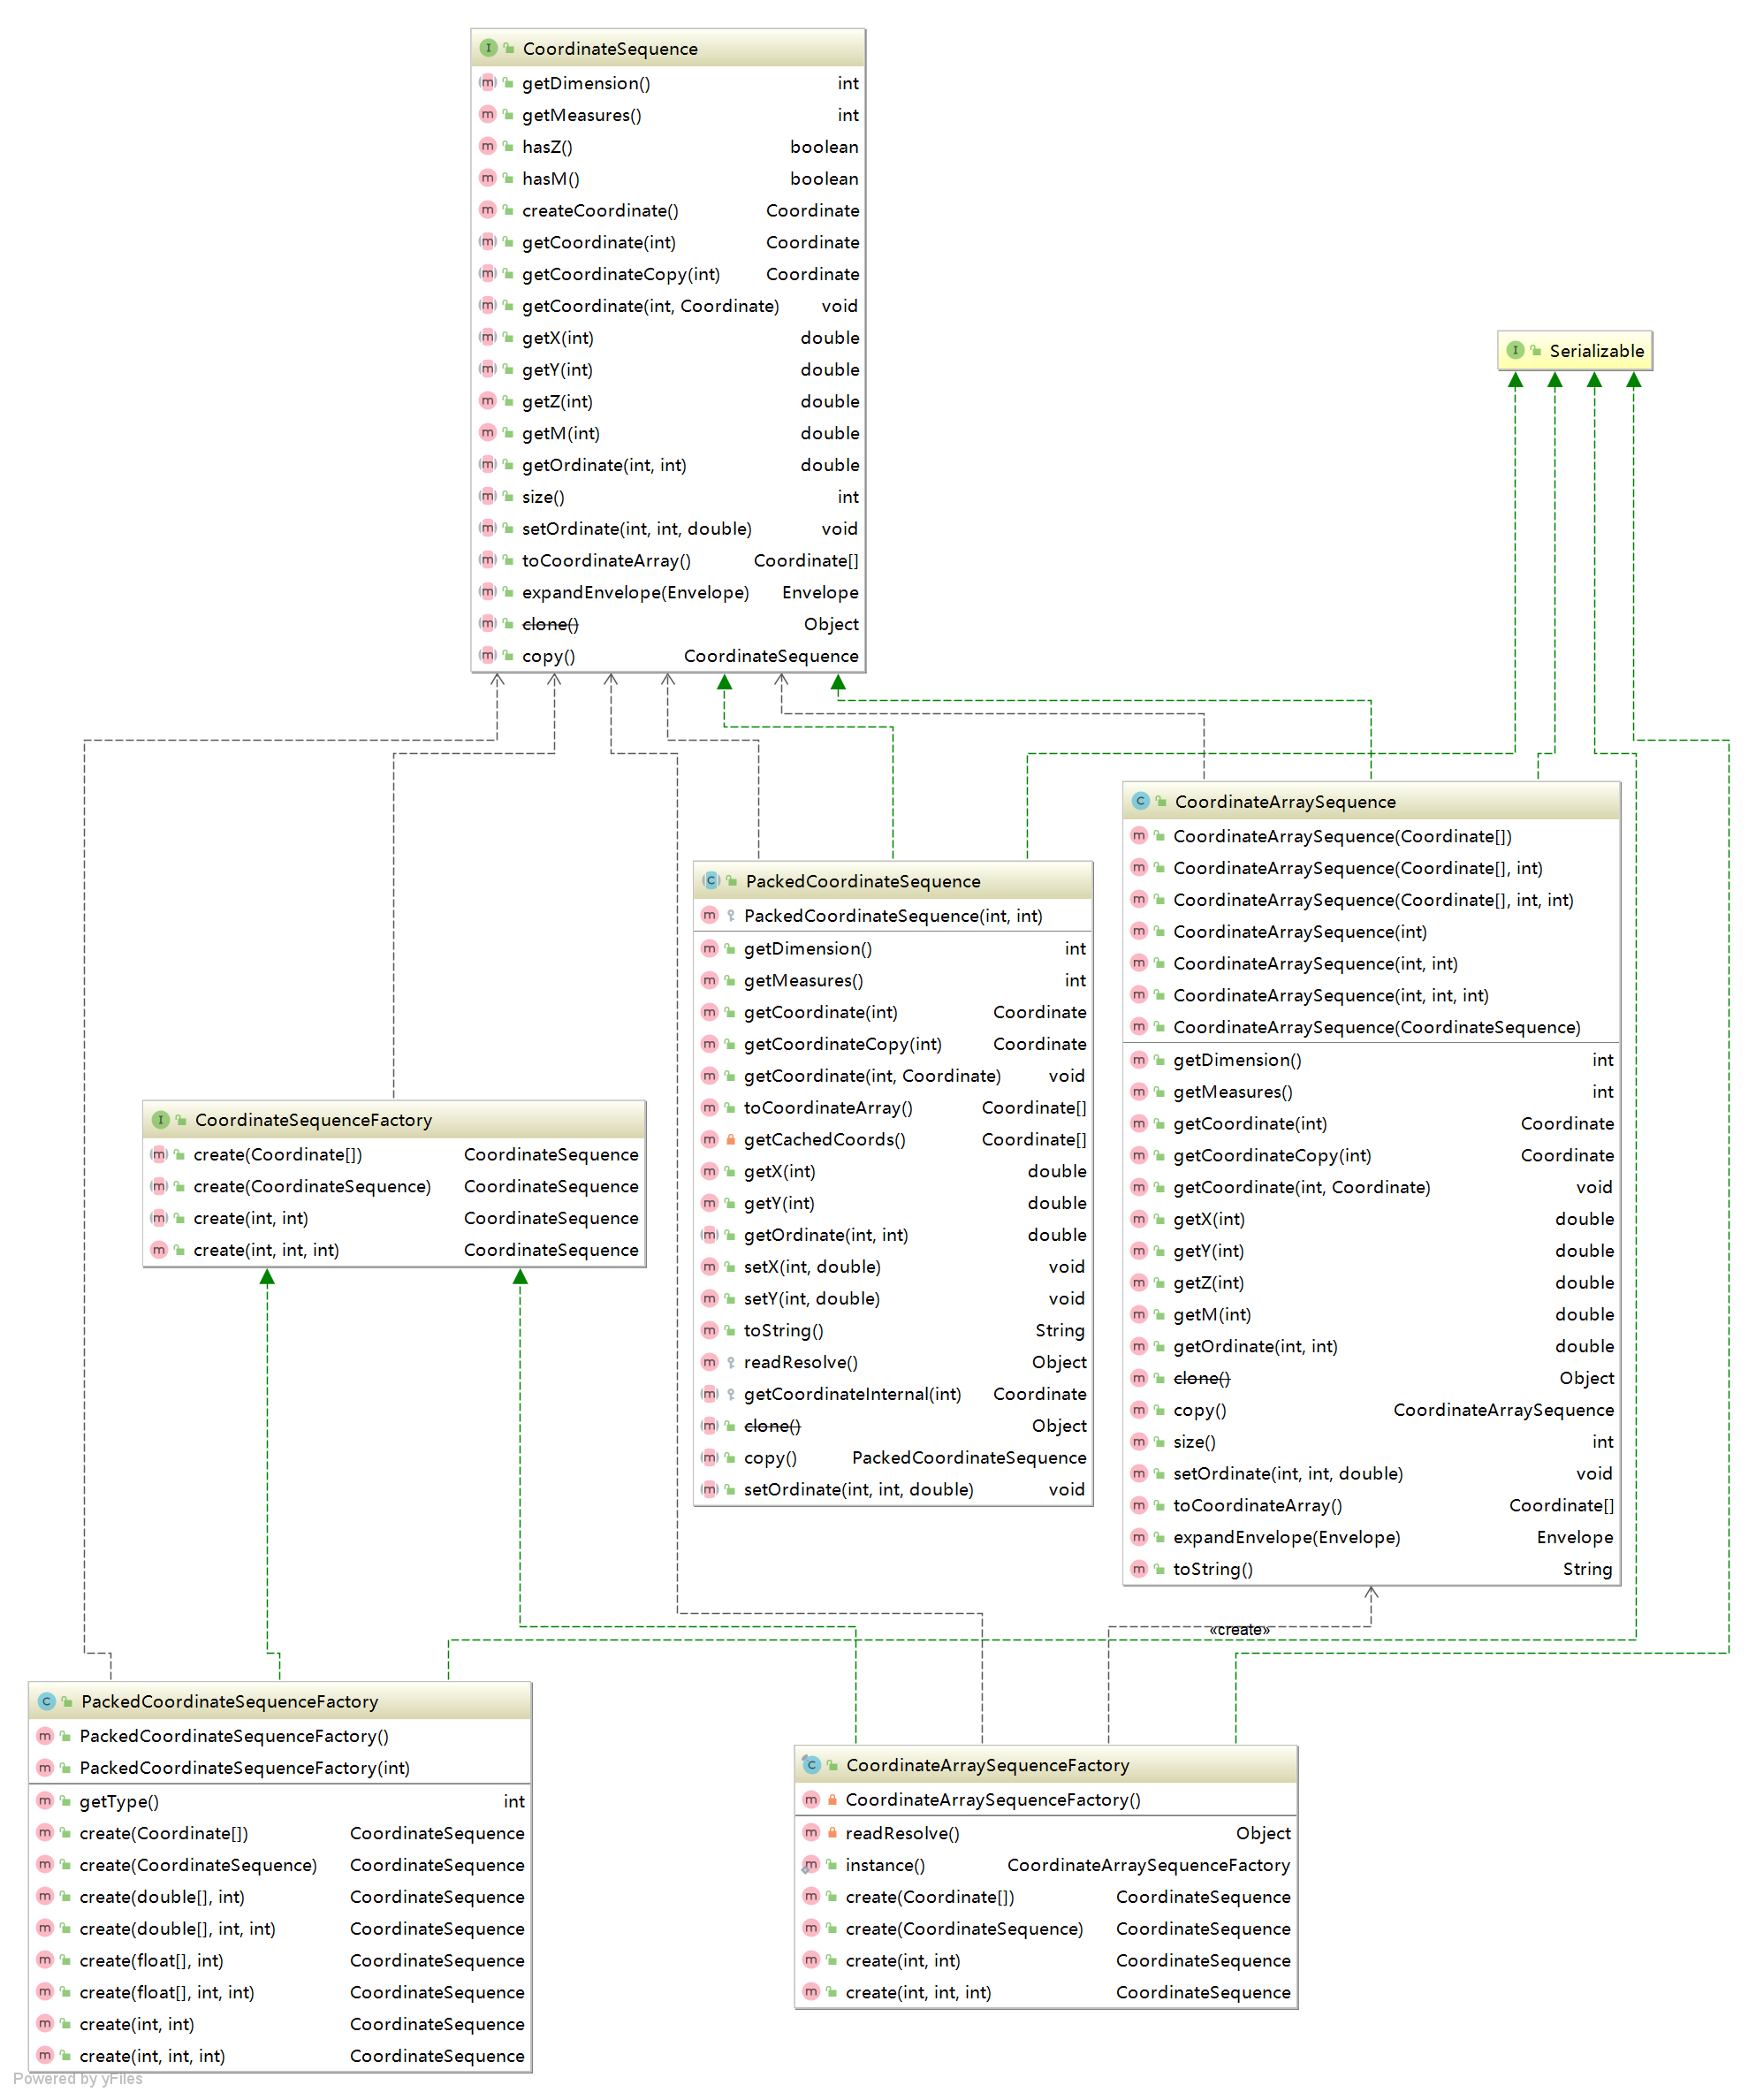 CoordinateSequence
getDimension() int
getMeasures() int
hasZ() boolean
hasM() boolean
createCoordinate() Coordinate
getCoordinate(int) Coordinate
getCoordinateCopy(int) Coordinate
getCoordinate(int, Coordinate) void
getX(int) double
getY(int) double
getZ(int) double
getM(int) double
getOrdinate(int, int) double
size() int
setOrdinate(int, int, double) void
toCoordinateArray() Coordinate[]
expandEnvelope(Envelope) Envelope
clone() Object
copy() CoordinateSequence
Serializable
CoordinateArraySequence
CoordinateArraySequence(Coordinate[])
CoordinateArraySequence(Coordinate[], int)
CoordinateArraySequence(Coordinate[], int, int)
CoordinateArraySequence(int)
CoordinateArraySequence(int, int)
CoordinateArraySequence(int, int, int)
CoordinateArraySequence(CoordinateSequence)
getDimension() int
getMeasures() int
getCoordinate(int) Coordinate
getCoordinateCopy(int) Coordinate
getCoordinate(int, Coordinate) void
getX(int) double
getY(int) double
getZ(int) double
getM(int) double
getOrdinate(int, int) double
clone() Object
copy() CoordinateArraySequence
size() int
setOrdinate(int, int, double) void
toCoordinateArray() Coordinate[]
expandEnvelope(Envelope) Envelope
toString() String
PackedCoordinateSequence
PackedCoordinateSequence(int, int)
getDimension() int
getMeasures() int
getCoordinate(int) Coordinate
getCoordinateCopy(int) Coordinate
getCoordinate(int, Coordinate) void
toCoordinateArray() Coordinate[]
getCachedCoords() Coordinate[]
getX(int) double
getY(int) double
getOrdinate(int, int) double
setX(int, double) void
setY(int, double) void
toString() String
readResolve() Object
getCoordinateInternal(int) Coordinate
clone() Object
copy() PackedCoordinateSequence
setOrdinate(int, int, double) void
CoordinateSequenceFactory
create(Coordinate[]) CoordinateSequence
create(CoordinateSequence) CoordinateSequence
create(int, int) CoordinateSequence
create(int, int, int) CoordinateSequence
«create»
PackedCoordinateSequenceFactory
PackedCoordinateSequenceFactory()
PackedCoordinateSequenceFactory(int)
getType() int
create(Coordinate[]) CoordinateSequence
create(CoordinateSequence) CoordinateSequence
create(double[], int) CoordinateSequence
create(double[], int, int) CoordinateSequence
create(float[], int) CoordinateSequence
create(float[], int, int) CoordinateSequence
create(int, int) CoordinateSequence
create(int, int, int) CoordinateSequence
CoordinateArraySequenceFactory
CoordinateArraySequenceFactory()
readResolve() Object
instance() CoordinateArraySequenceFactory
create(Coordinate[]) CoordinateSequence
create(CoordinateSequence) CoordinateSequence
create(int, int) CoordinateSequence
create(int, int, int) CoordinateSequence
Powered by yFiles